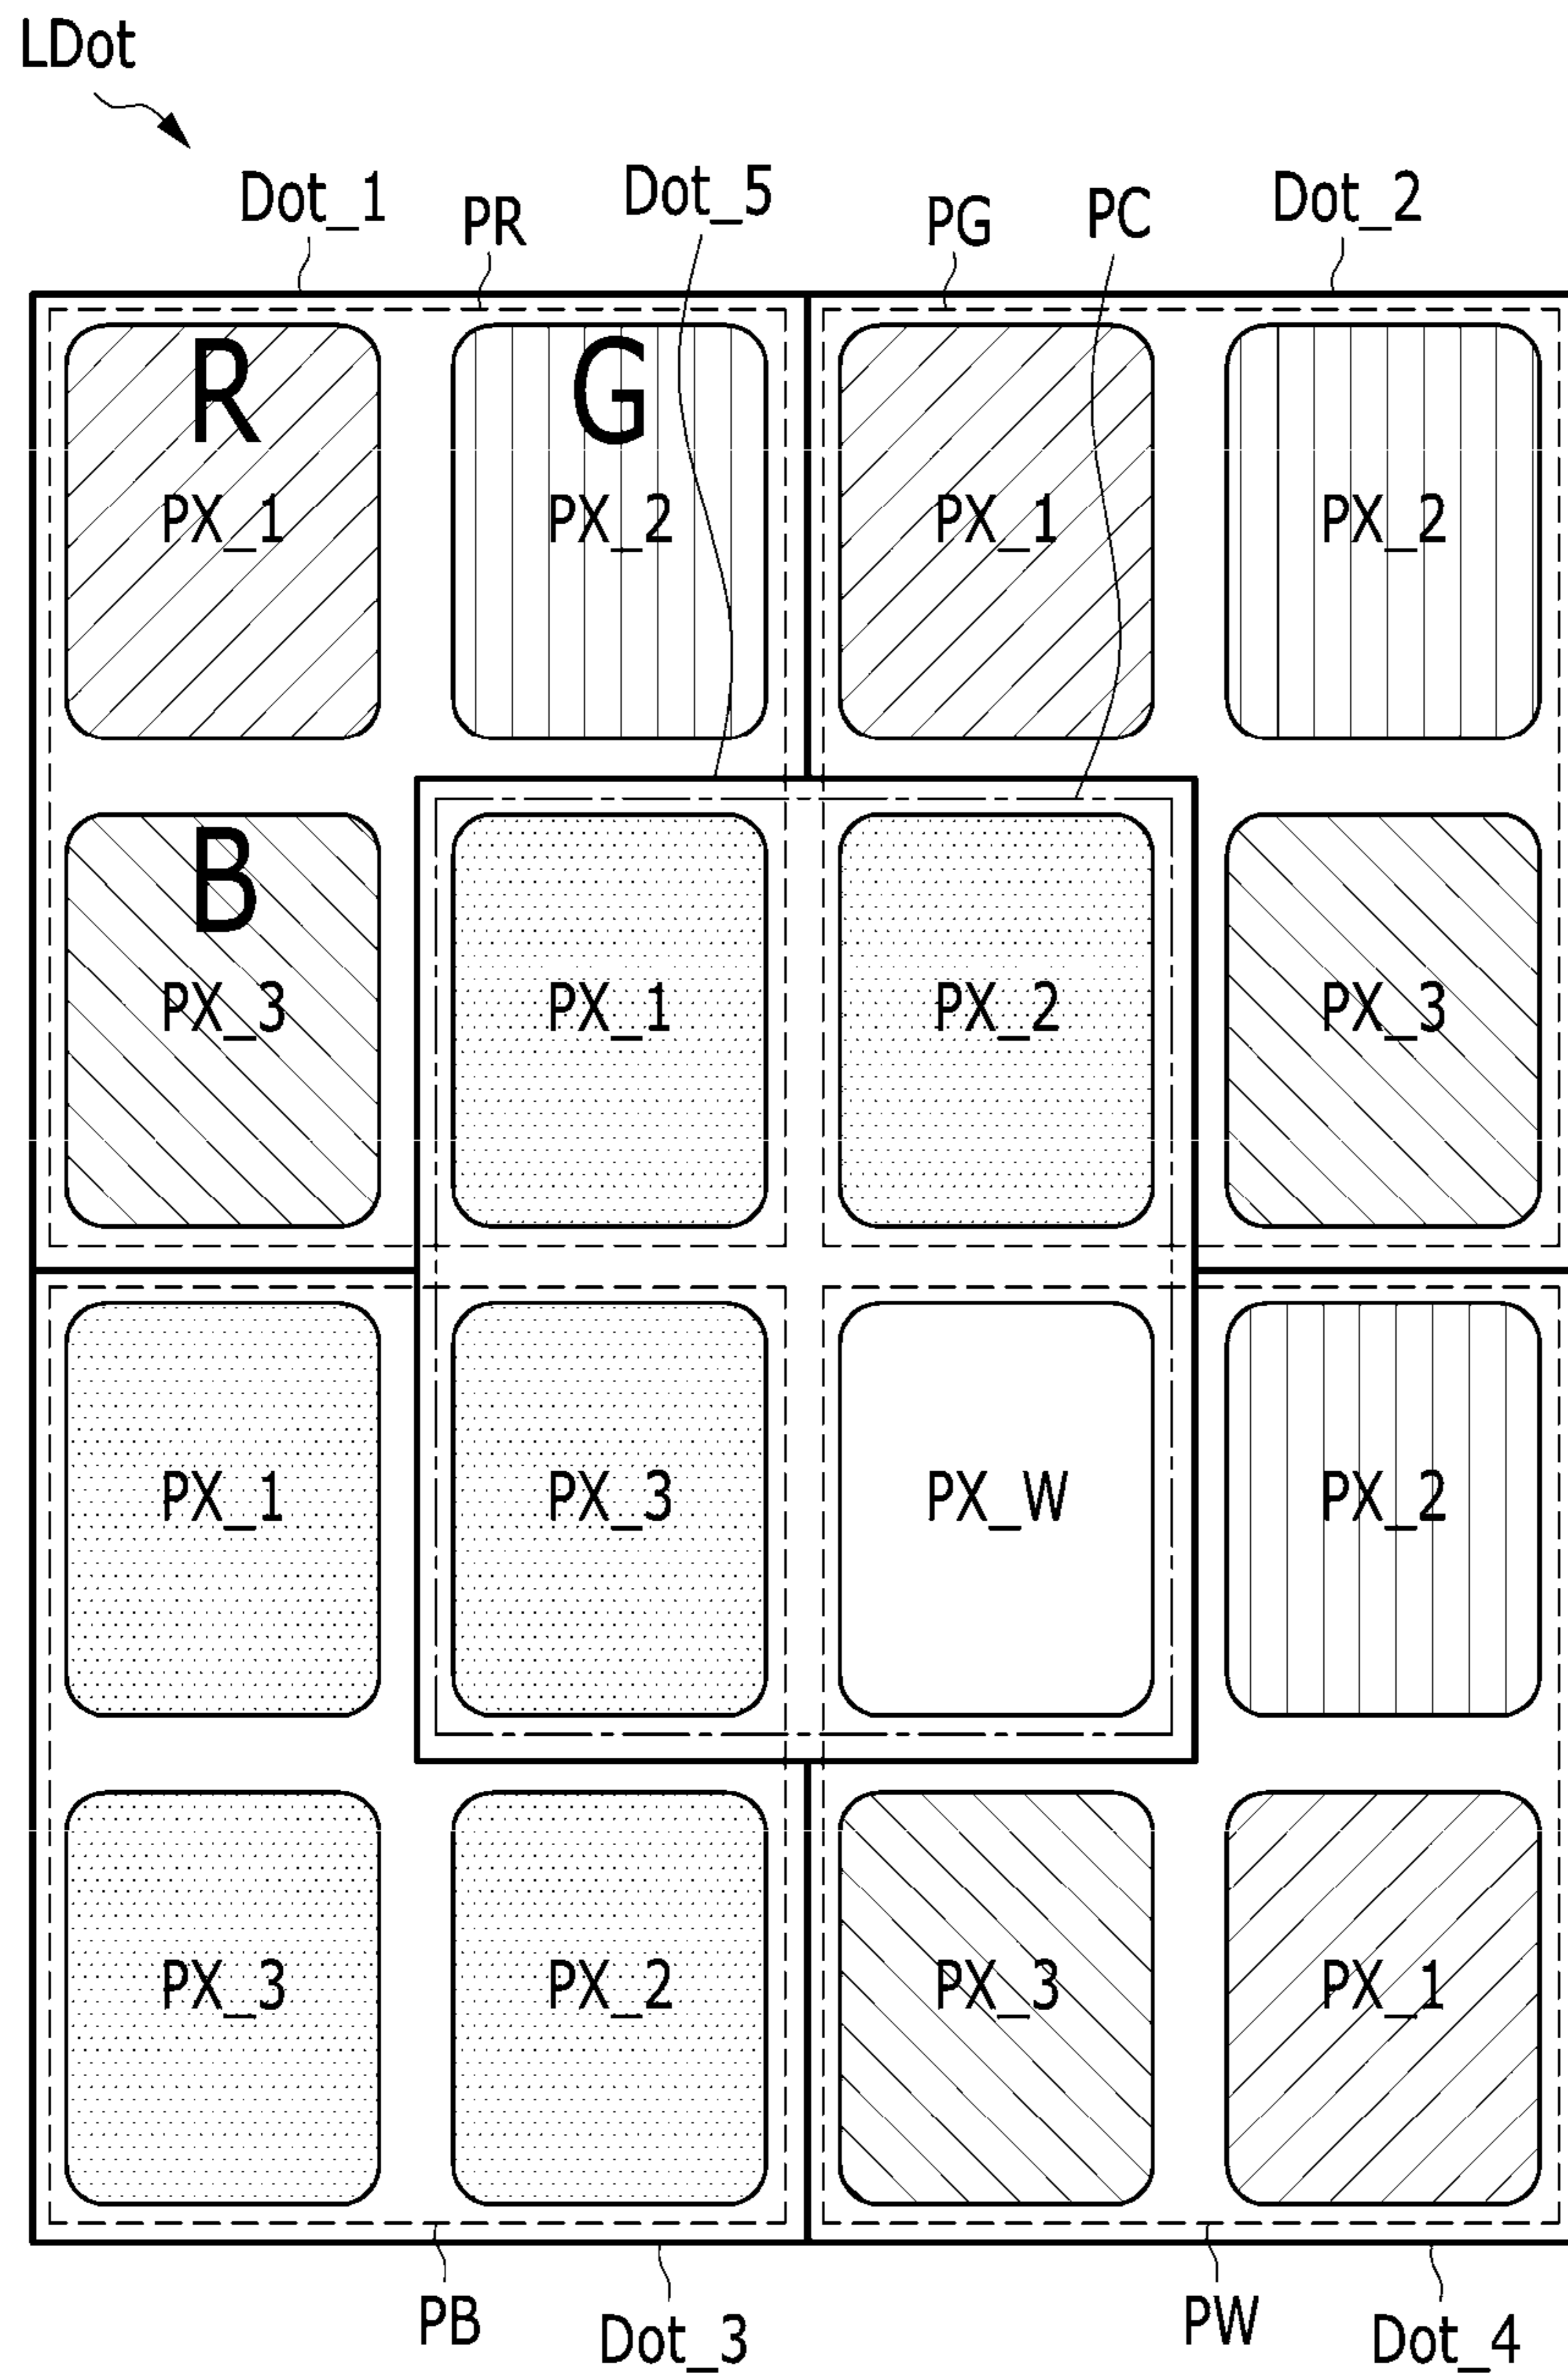 LDot
Dot_1 PR Dot_5 PG PC Dot_2
R G
PX_1 PX_2 PX_1 PX_2
B
PX_3 PX_1 PX_2 PX_3
PX_1 PX_3 PX_W PX_2
PX_3 PX_2 PX_3 PX_1
PB Dot_3 PW Dot_4